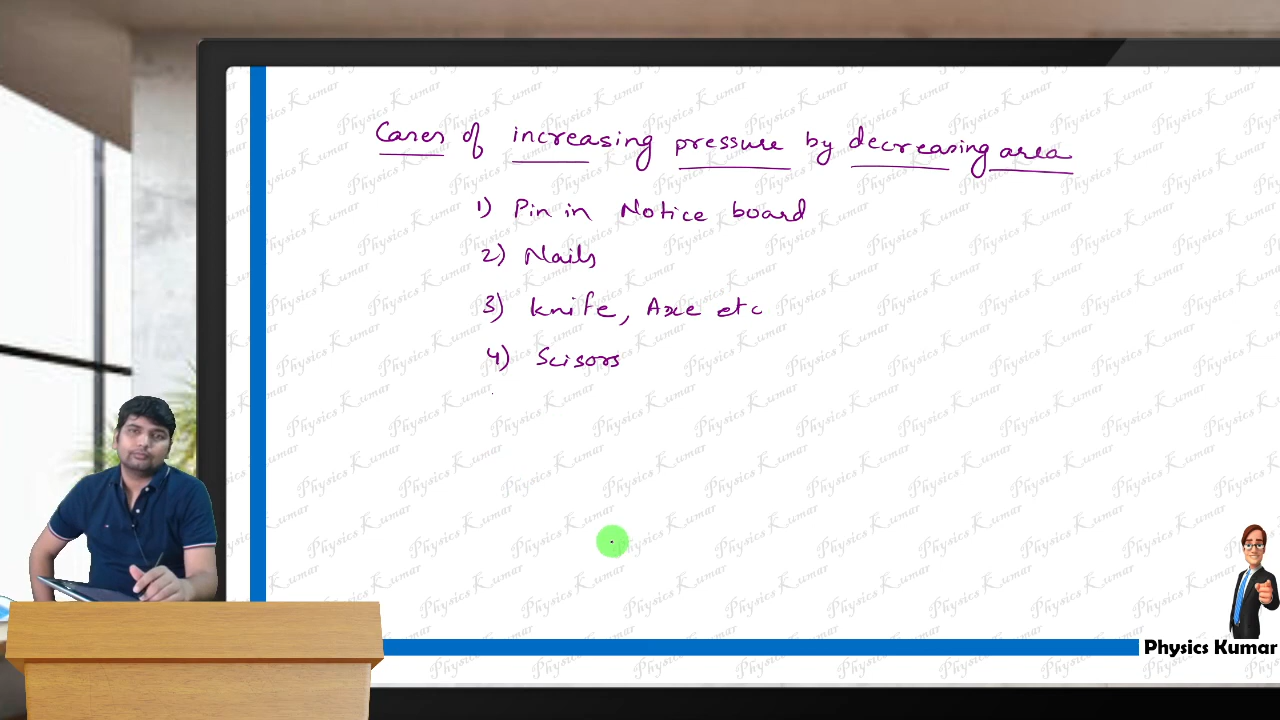 Cases of increasing pressure by decreasing area
1) Pin in Notice board
2) Nails
3) knife, Axe etc
4) Scisors
Physics Kumar